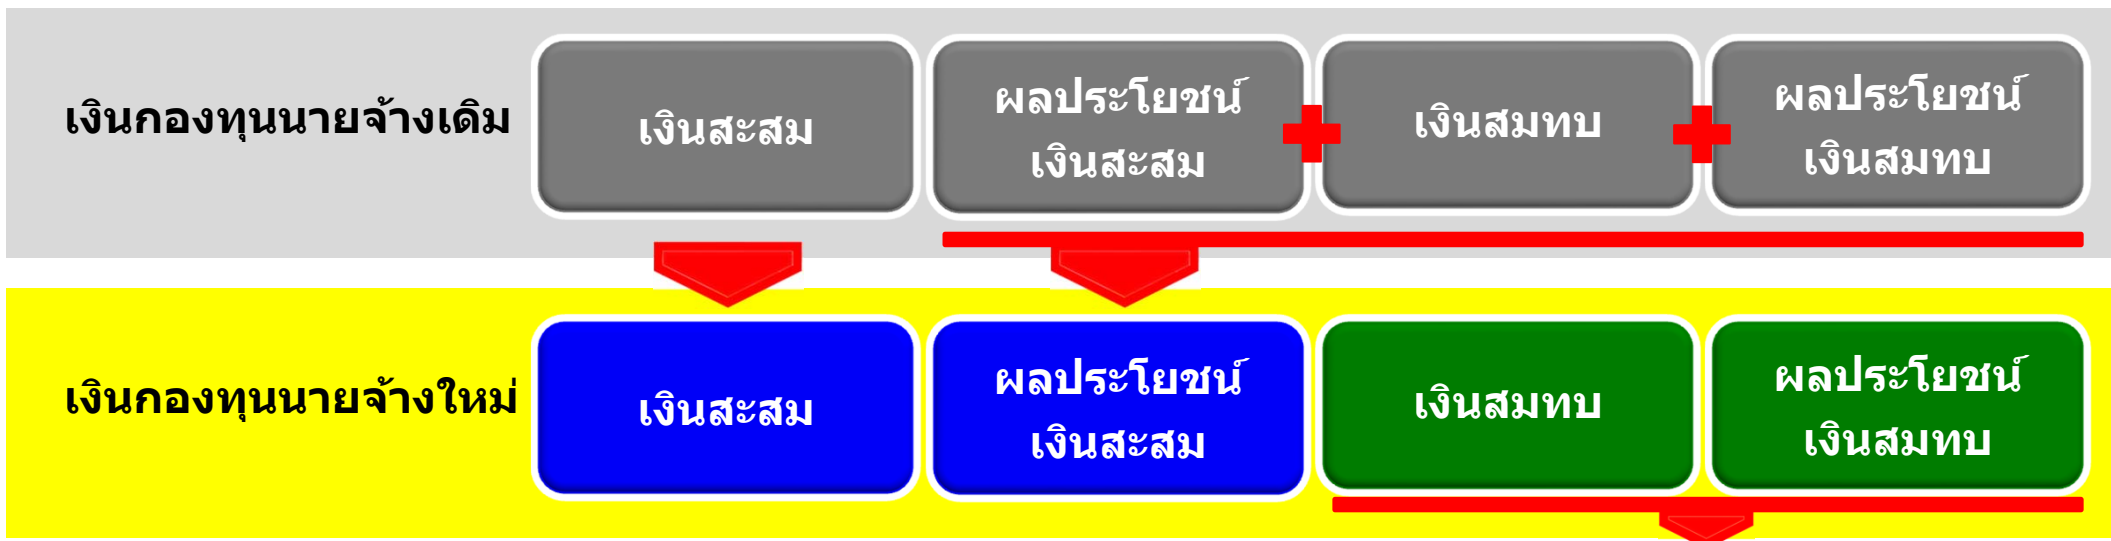 เงินกองทุนนายจ้างเดิม
เงินสะสม
ผลประโยชน์
เงินสะสม
เงินสมทบ
ผลประโยชน์
เงินสมทบ
เงินกองทุนนายจ้างใหม่
เงินสะสม
ผลประโยชน์
เงินสะสม
เงินสมทบ
ผลประโยชน์
เงินสมทบ